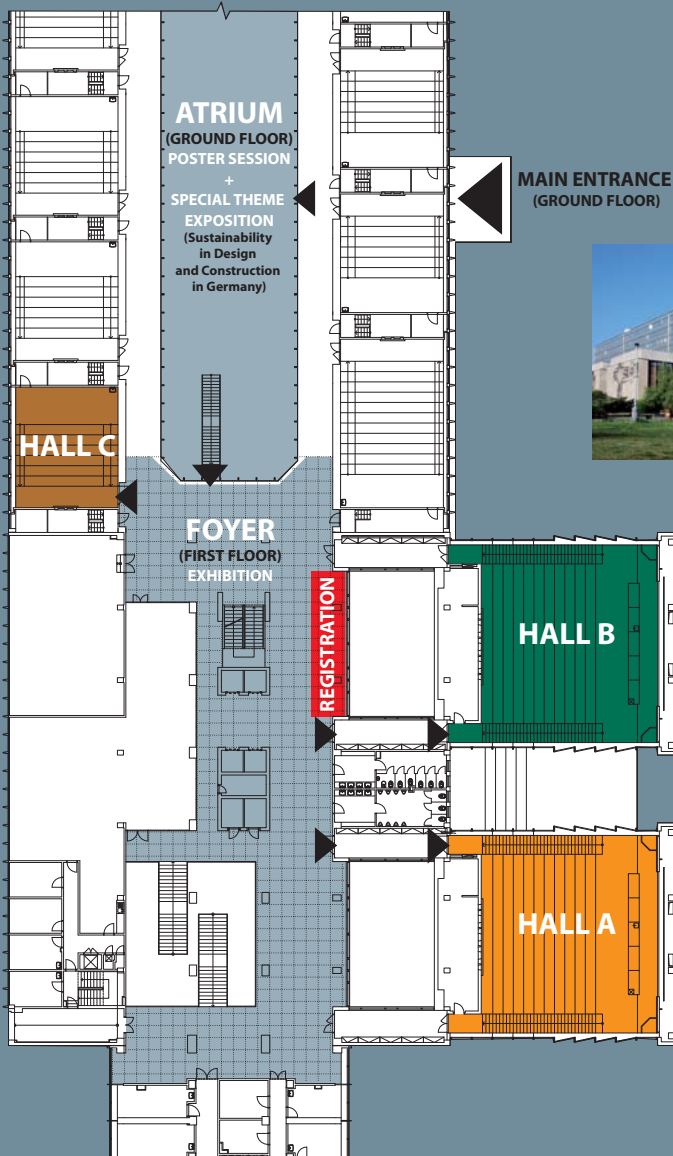 ATRIUM
(GROUND FLOOR)
POSTER SESSION
+
SPECIAL THEME
EXPOSITION
(Sustainability
in Design
and Construction
in Germany)
MAIN ENTRANCE
(GROUND FLOOR)
HALL C
FOYER
(FIRST FLOOR)
EXHIBITION
REGISTRATION
HALL B
HALL A